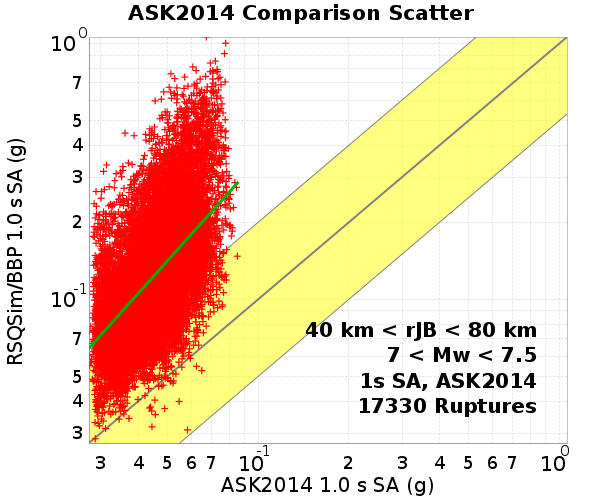 ASK2014 Comparison Scatter
RSQSim/BBP 1.0 s SA (g)
10^0
7
5
4
3
2
10^-1
7
5
4
3
40 km < rJB < 80 km
7 < Mw < 7.5
1s SA, ASK2014
17330 Ruptures
3 4 5 6 7 10^-1 2 3 4 5 6 7 10^0
ASK2014 1.0 s SA (g)